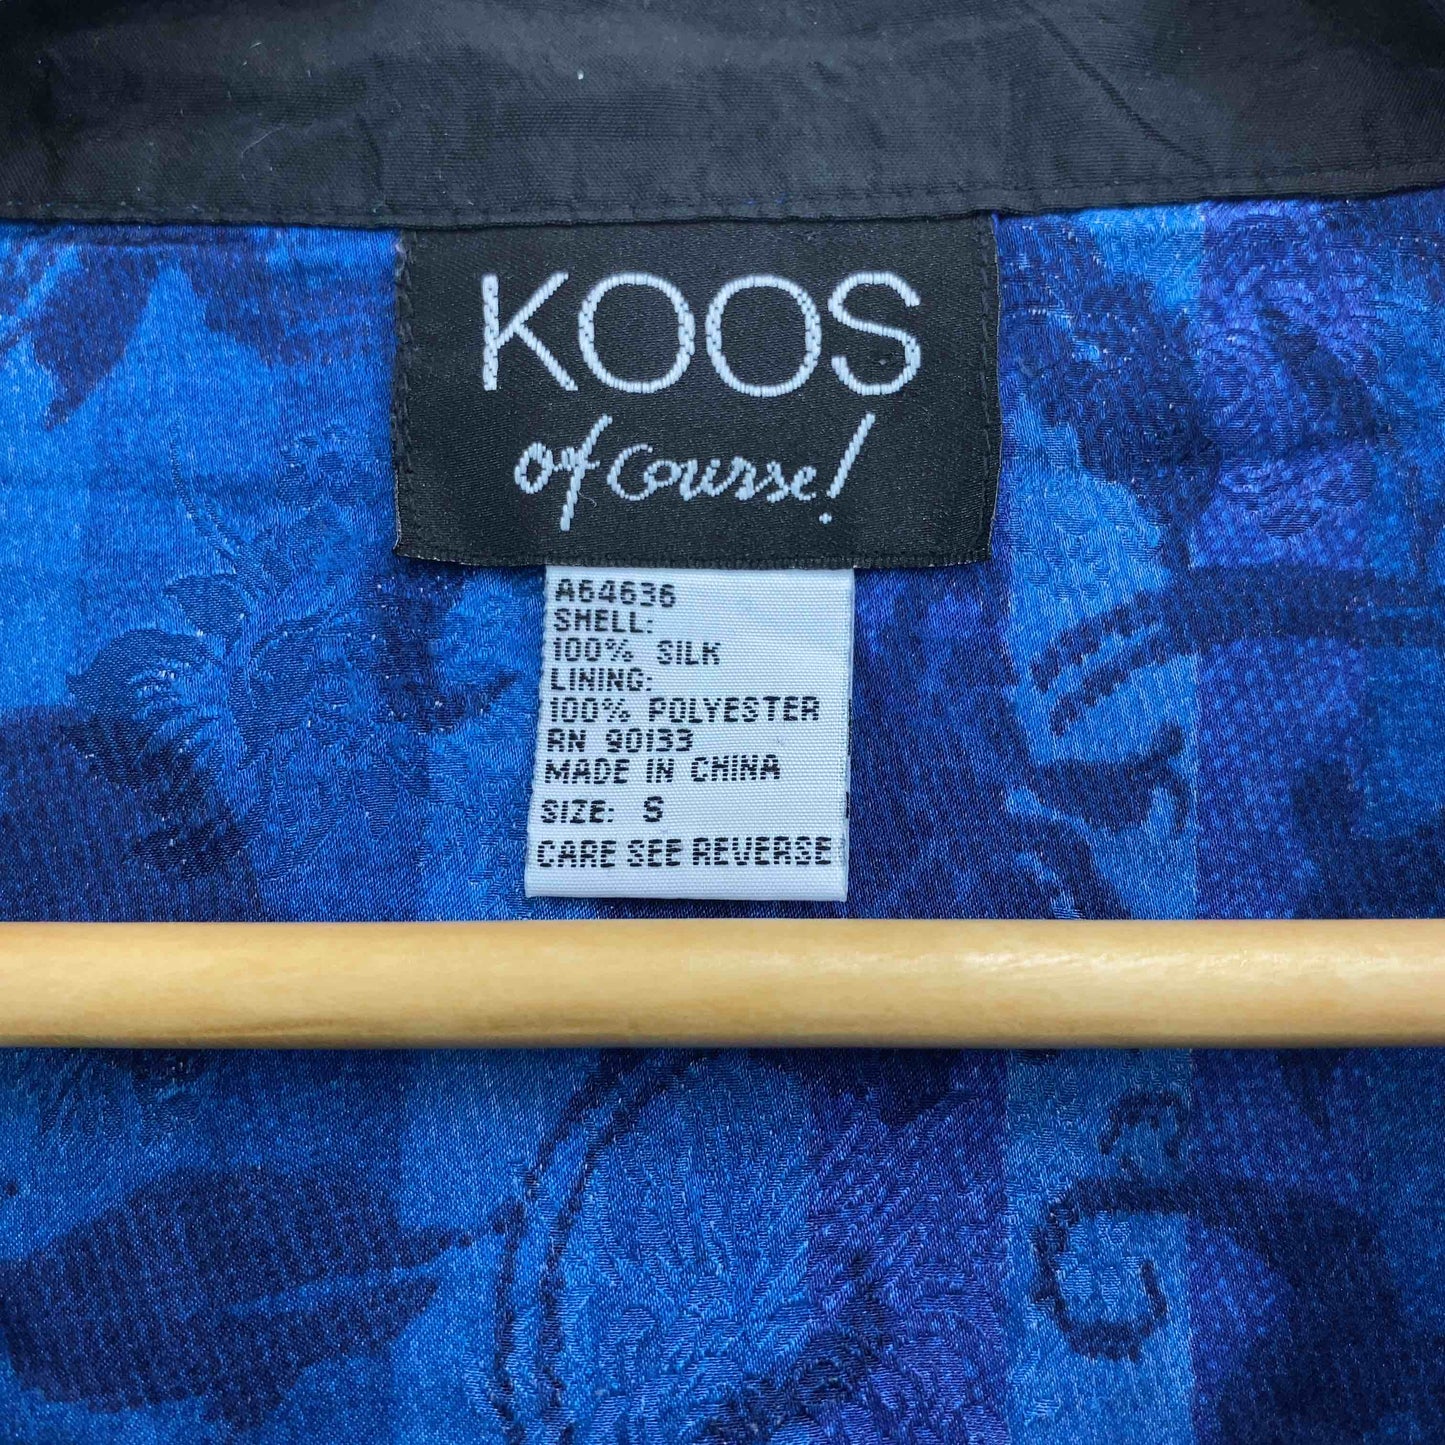 KOOS
of Course!
A64636
SHELL:
100% SILK
LINING:
100% POLYESTER
RN 90133
MADE IN CHINA
SIZE: S
CARE SEE REVERSE